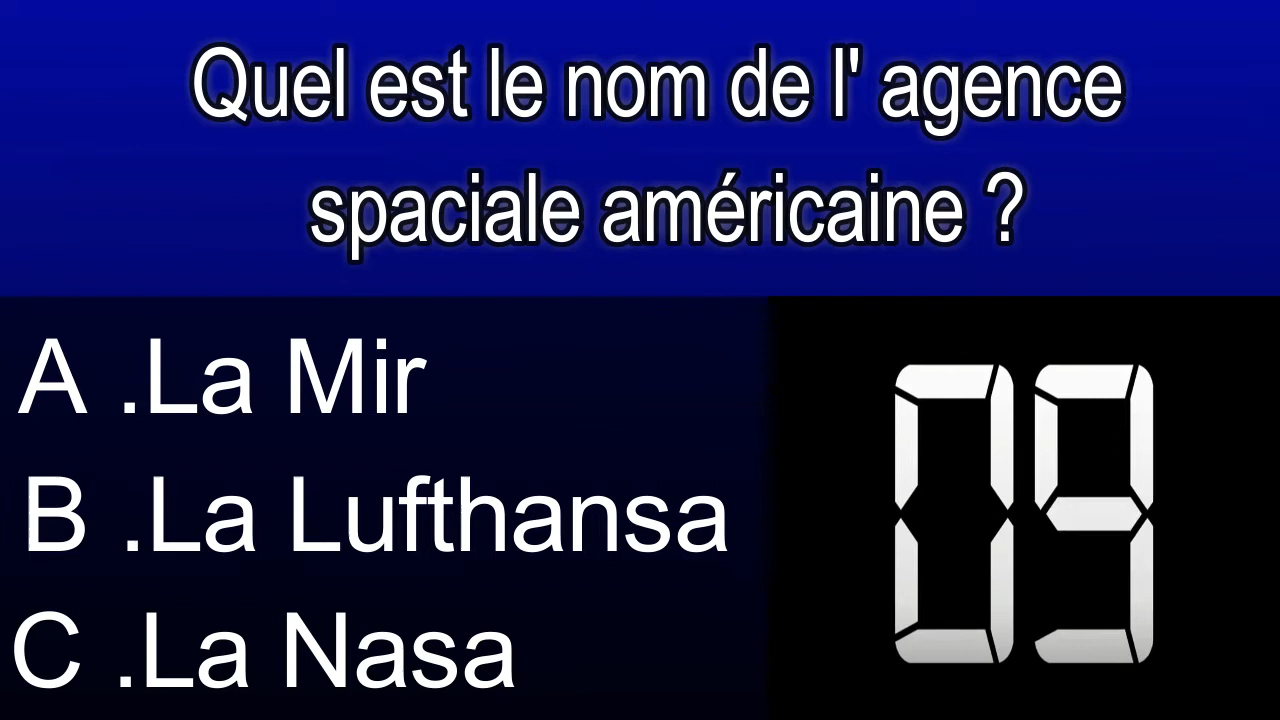 Quel est le nom de l' agence
spaciale américaine ?
A .La Mir
B .La Lufthansa
C .La Nasa
09